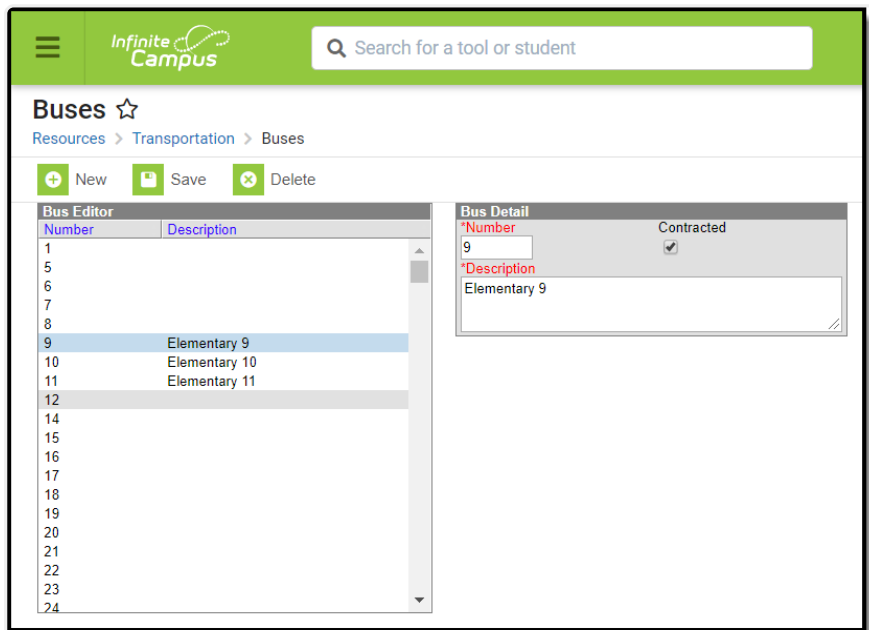 Infinite Campus
Search for a tool or student
Buses
Resources > Transportation > Buses
New Save Delete
Bus Editor
Number Description
1
5
6
7
8
9 Elementary 9
10 Elementary 10
11 Elementary 11
12
14
15
16
17
18
19
20
21
22
23
24
Bus Detail
*Number Contracted
9
*Description
Elementary 9